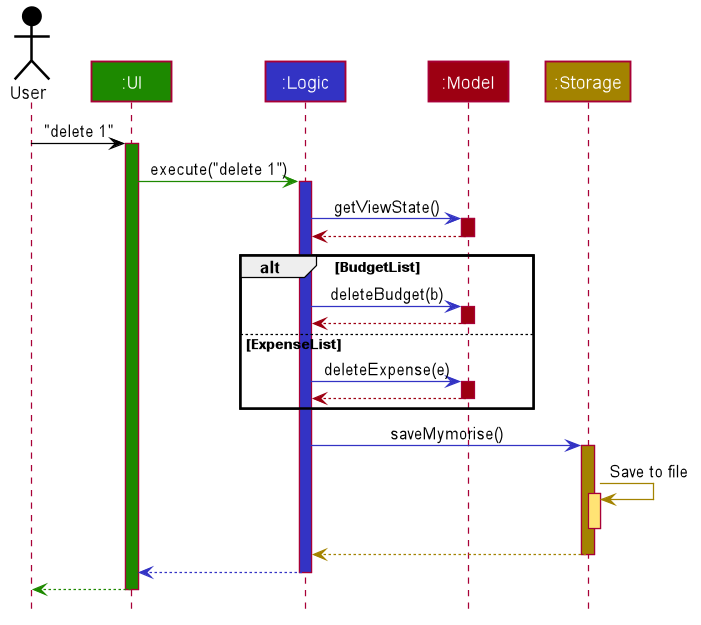 User
:UI
:Logic
:Model
:Storage
"delete 1"
execute("delete 1")
getViewState()
alt
[BudgetList]
deleteBudget(b)
[ExpenseList]
deleteExpense(e)
saveMymorise()
Save to file